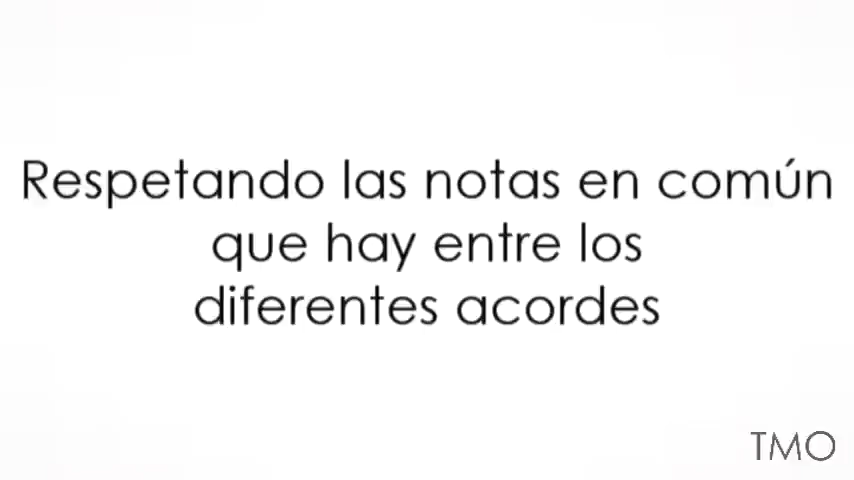 Respetando las notas en común
que hay entre los
diferentes acordes
TMO